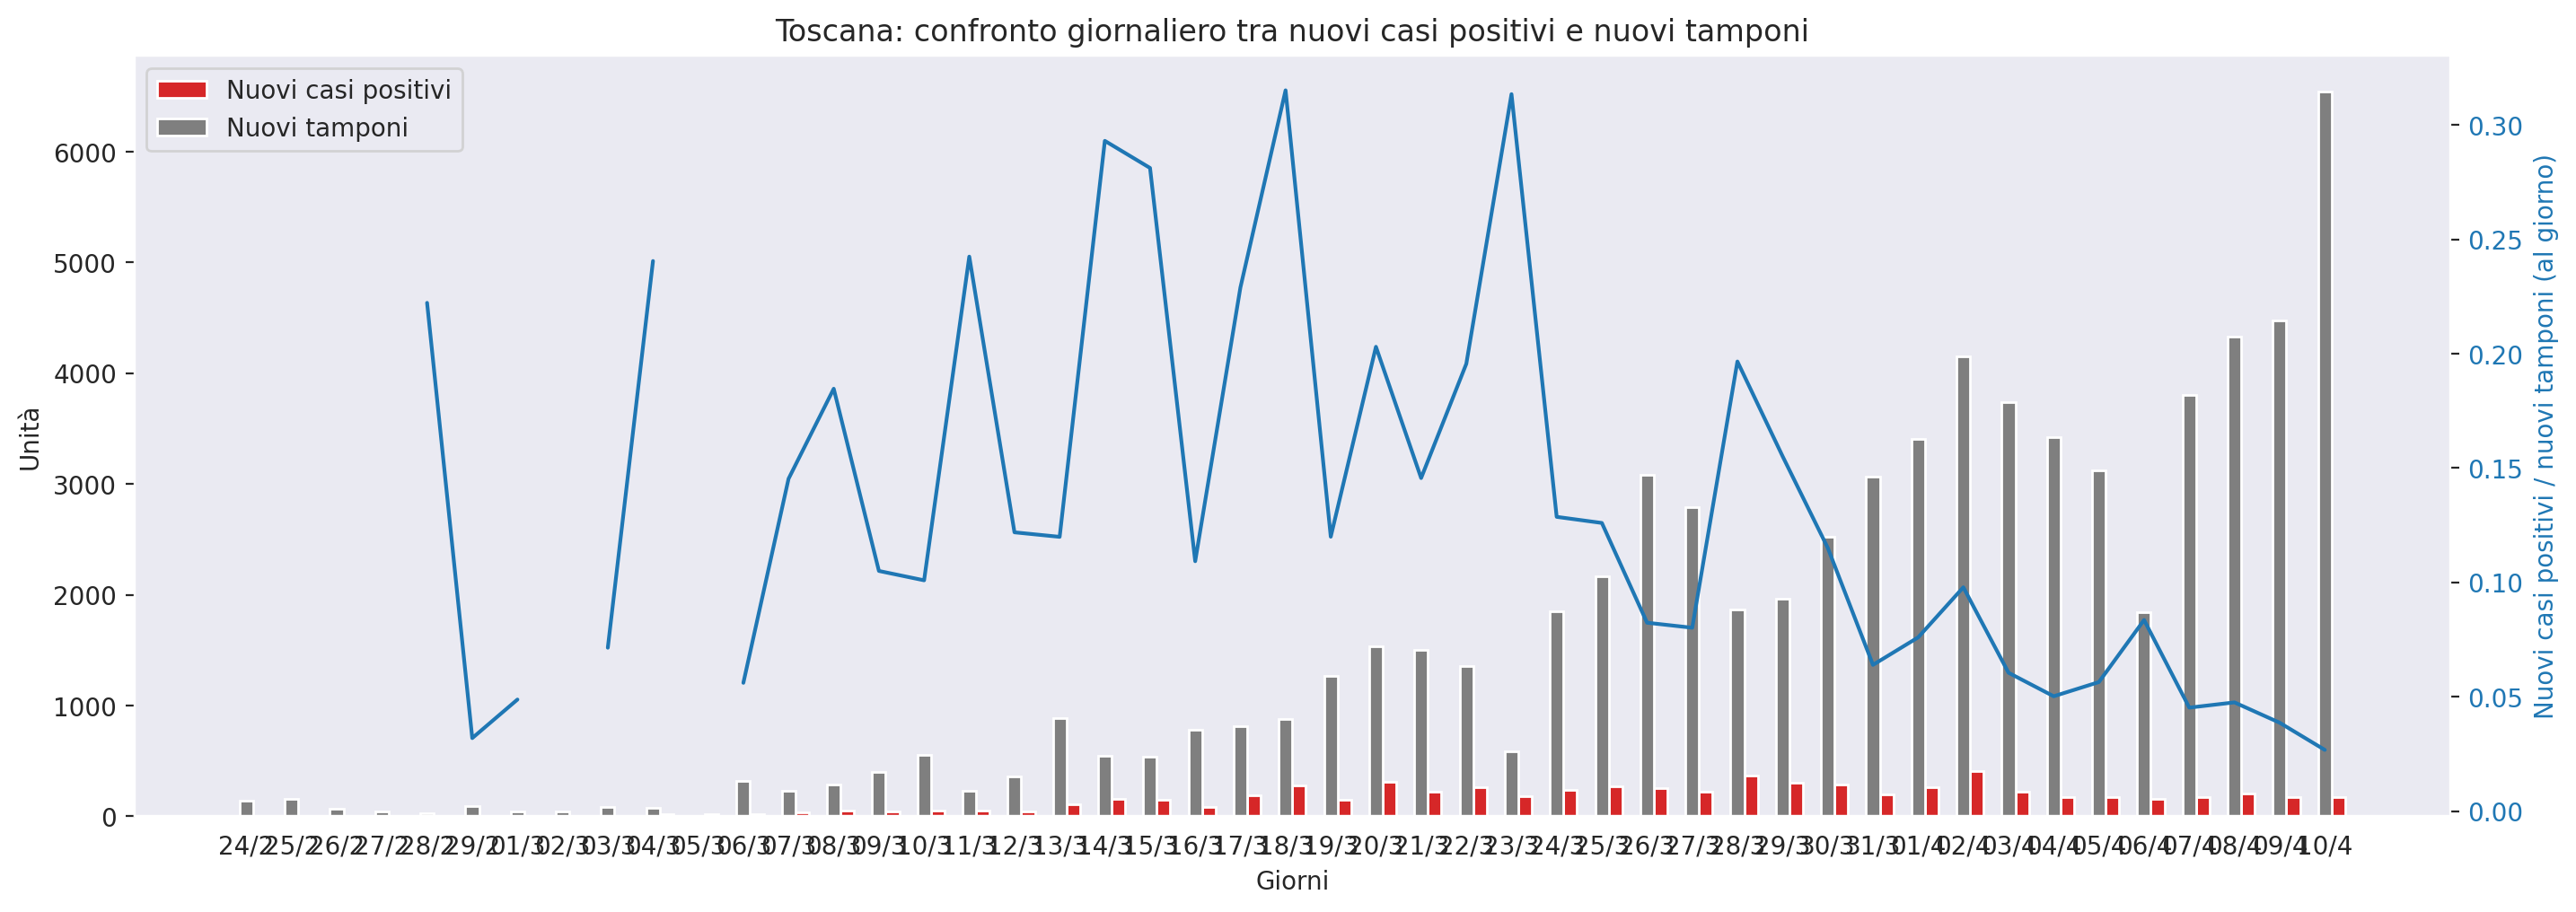 Toscana: confronto giornaliero tra nuovi casi positivi e nuovi tamponi
Nuovi casi positivi
Nuovi tamponi
6000
5000
4000
3000
2000
1000
0
Unità
0.30
0.25
0.20
0.15
0.10
0.05
0.00
Nuovi casi positivi / nuovi tamponi (al giorno)
24/2 25/2 26/2 27/2 28/2 29/2 01/3 02/3 03/3 04/3 05/3 06/3 07/3 08/3 09/3 10/3 11/3 12/3 13/3 14/3 15/3 16/3 17/3 18/3 19/3 20/3 21/3 22/3 23/3 24/3 25/3 26/3 27/3 28/3 29/3 30/3 31/3 01/4 02/4 03/4 04/4 05/4 06/4 07/4 08/4 09/4 10/4
Giorni